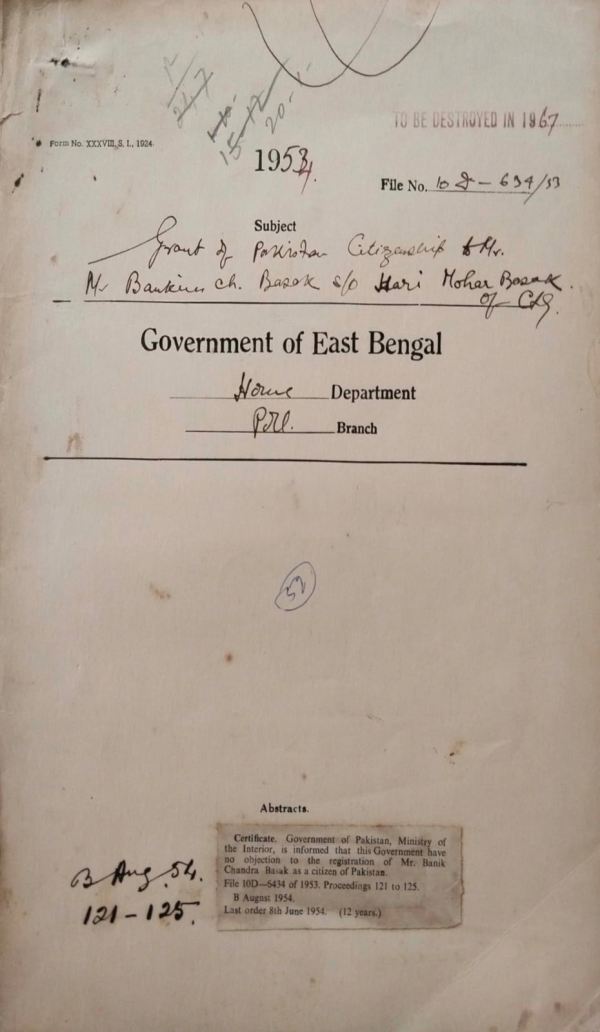 TO BE DESTROYED IN 1967
Form No. XXXVIII, S. I., 1924.
20-
1954
File No. 10 D - 634/53
Subject
Grant of Pakistan Citizenship to Mr.
Mr Bankim ch. Basak s/o Hari Mohan Basak
of Ctg.
Government of East Bengal
Home Department
Poll. Branch
52
Abstracts.
Certificate. Government of Pakistan, Ministry of
the Interior, is informed that this Government have
no objection to the registration of Mr. Banik
Chandra Basak as a citizen of Pakistan.
File 10D—6434 of 1953. Proceedings 121 to 125.
B August 1954.
Last order 8th June 1954. (12 years.)
B Aug. 54.
121-125.